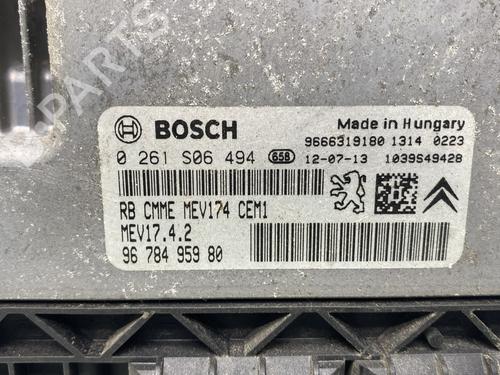 BOSCH
Made in Hungary
9666319180 1314 0223
0 261 S06 494 658 12-07-13 1039S49428
RB CMME MEV174 CEM1
MEV17.4.2
96 784 959 80